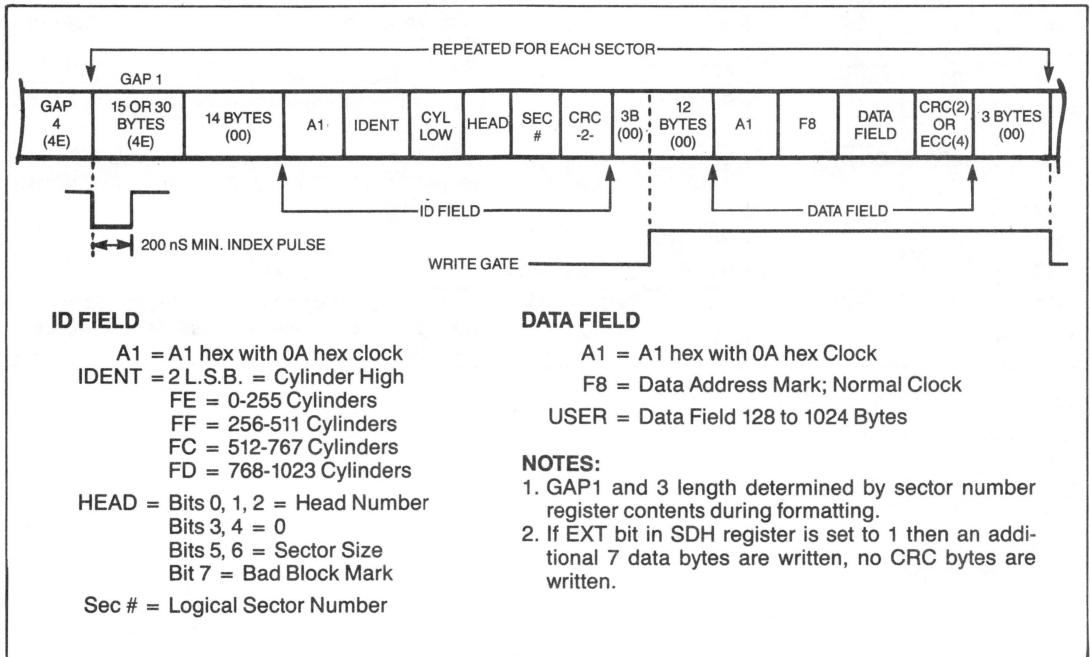 REPEATED FOR EACH SECTOR
GAP 1
GAP 4 (4E)
15 OR 30 BYTES (4E)
14 BYTES (00)
A1
IDENT
CYL LOW
HEAD
SEC #
CRC -2-
3B (00)
12 BYTES (00)
A1
F8
DATA FIELD
CRC(2) OR ECC(4)
3 BYTES (00)
ID FIELD
DATA FIELD
200 nS MIN. INDEX PULSE
WRITE GATE
ID FIELD
A1 = A1 hex with 0A hex clock
IDENT = 2 L.S.B. = Cylinder High
FE = 0-255 Cylinders
FF = 256-511 Cylinders
FC = 512-767 Cylinders
FD = 768-1023 Cylinders
HEAD = Bits 0, 1, 2 = Head Number
Bits 3, 4 = 0
Bits 5, 6 = Sector Size
Bit 7 = Bad Block Mark
Sec # = Logical Sector Number
DATA FIELD
A1 = A1 hex with 0A hex Clock
F8 = Data Address Mark; Normal Clock
USER = Data Field 128 to 1024 Bytes
NOTES:
1. GAP1 and 3 length determined by sector number
register contents during formatting.
2. If EXT bit in SDH register is set to 1 then an addi-
tional 7 data bytes are written, no CRC bytes are
written.